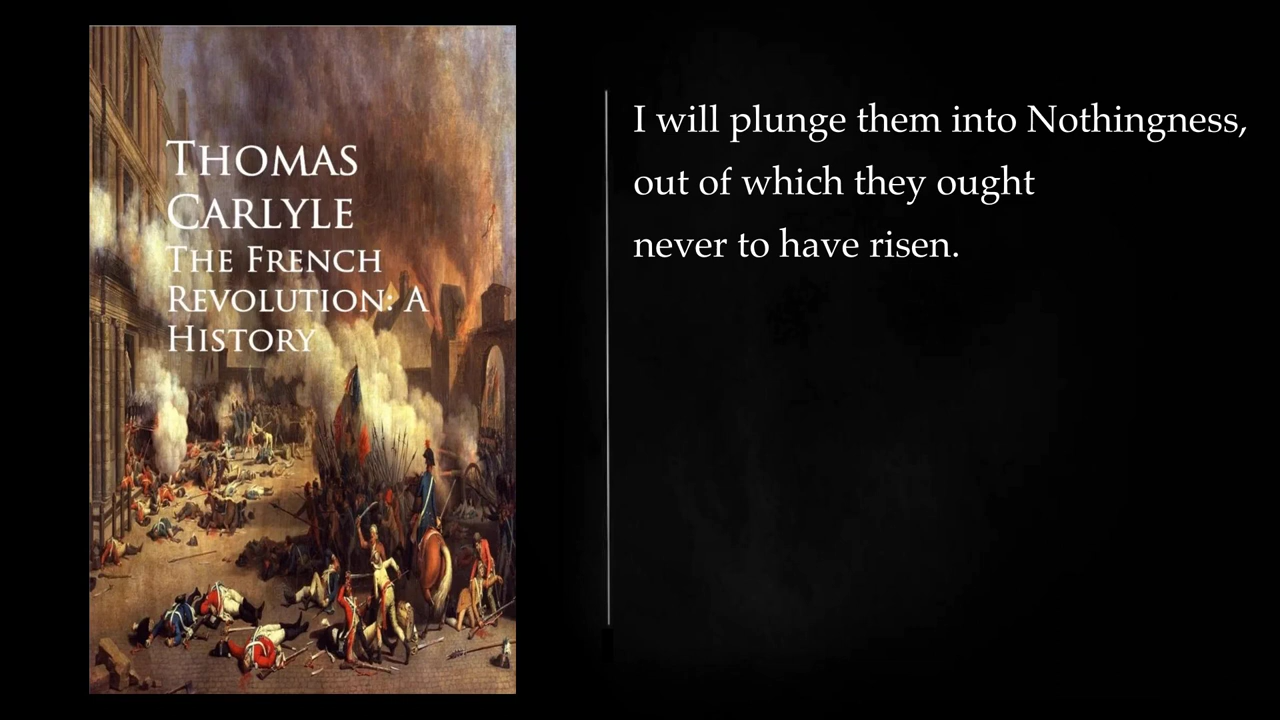 THOMAS
CARLYLE
THE FRENCH
REVOLUTION: A
HISTORY
I will plunge them into Nothingness,
out of which they ought
never to have risen.